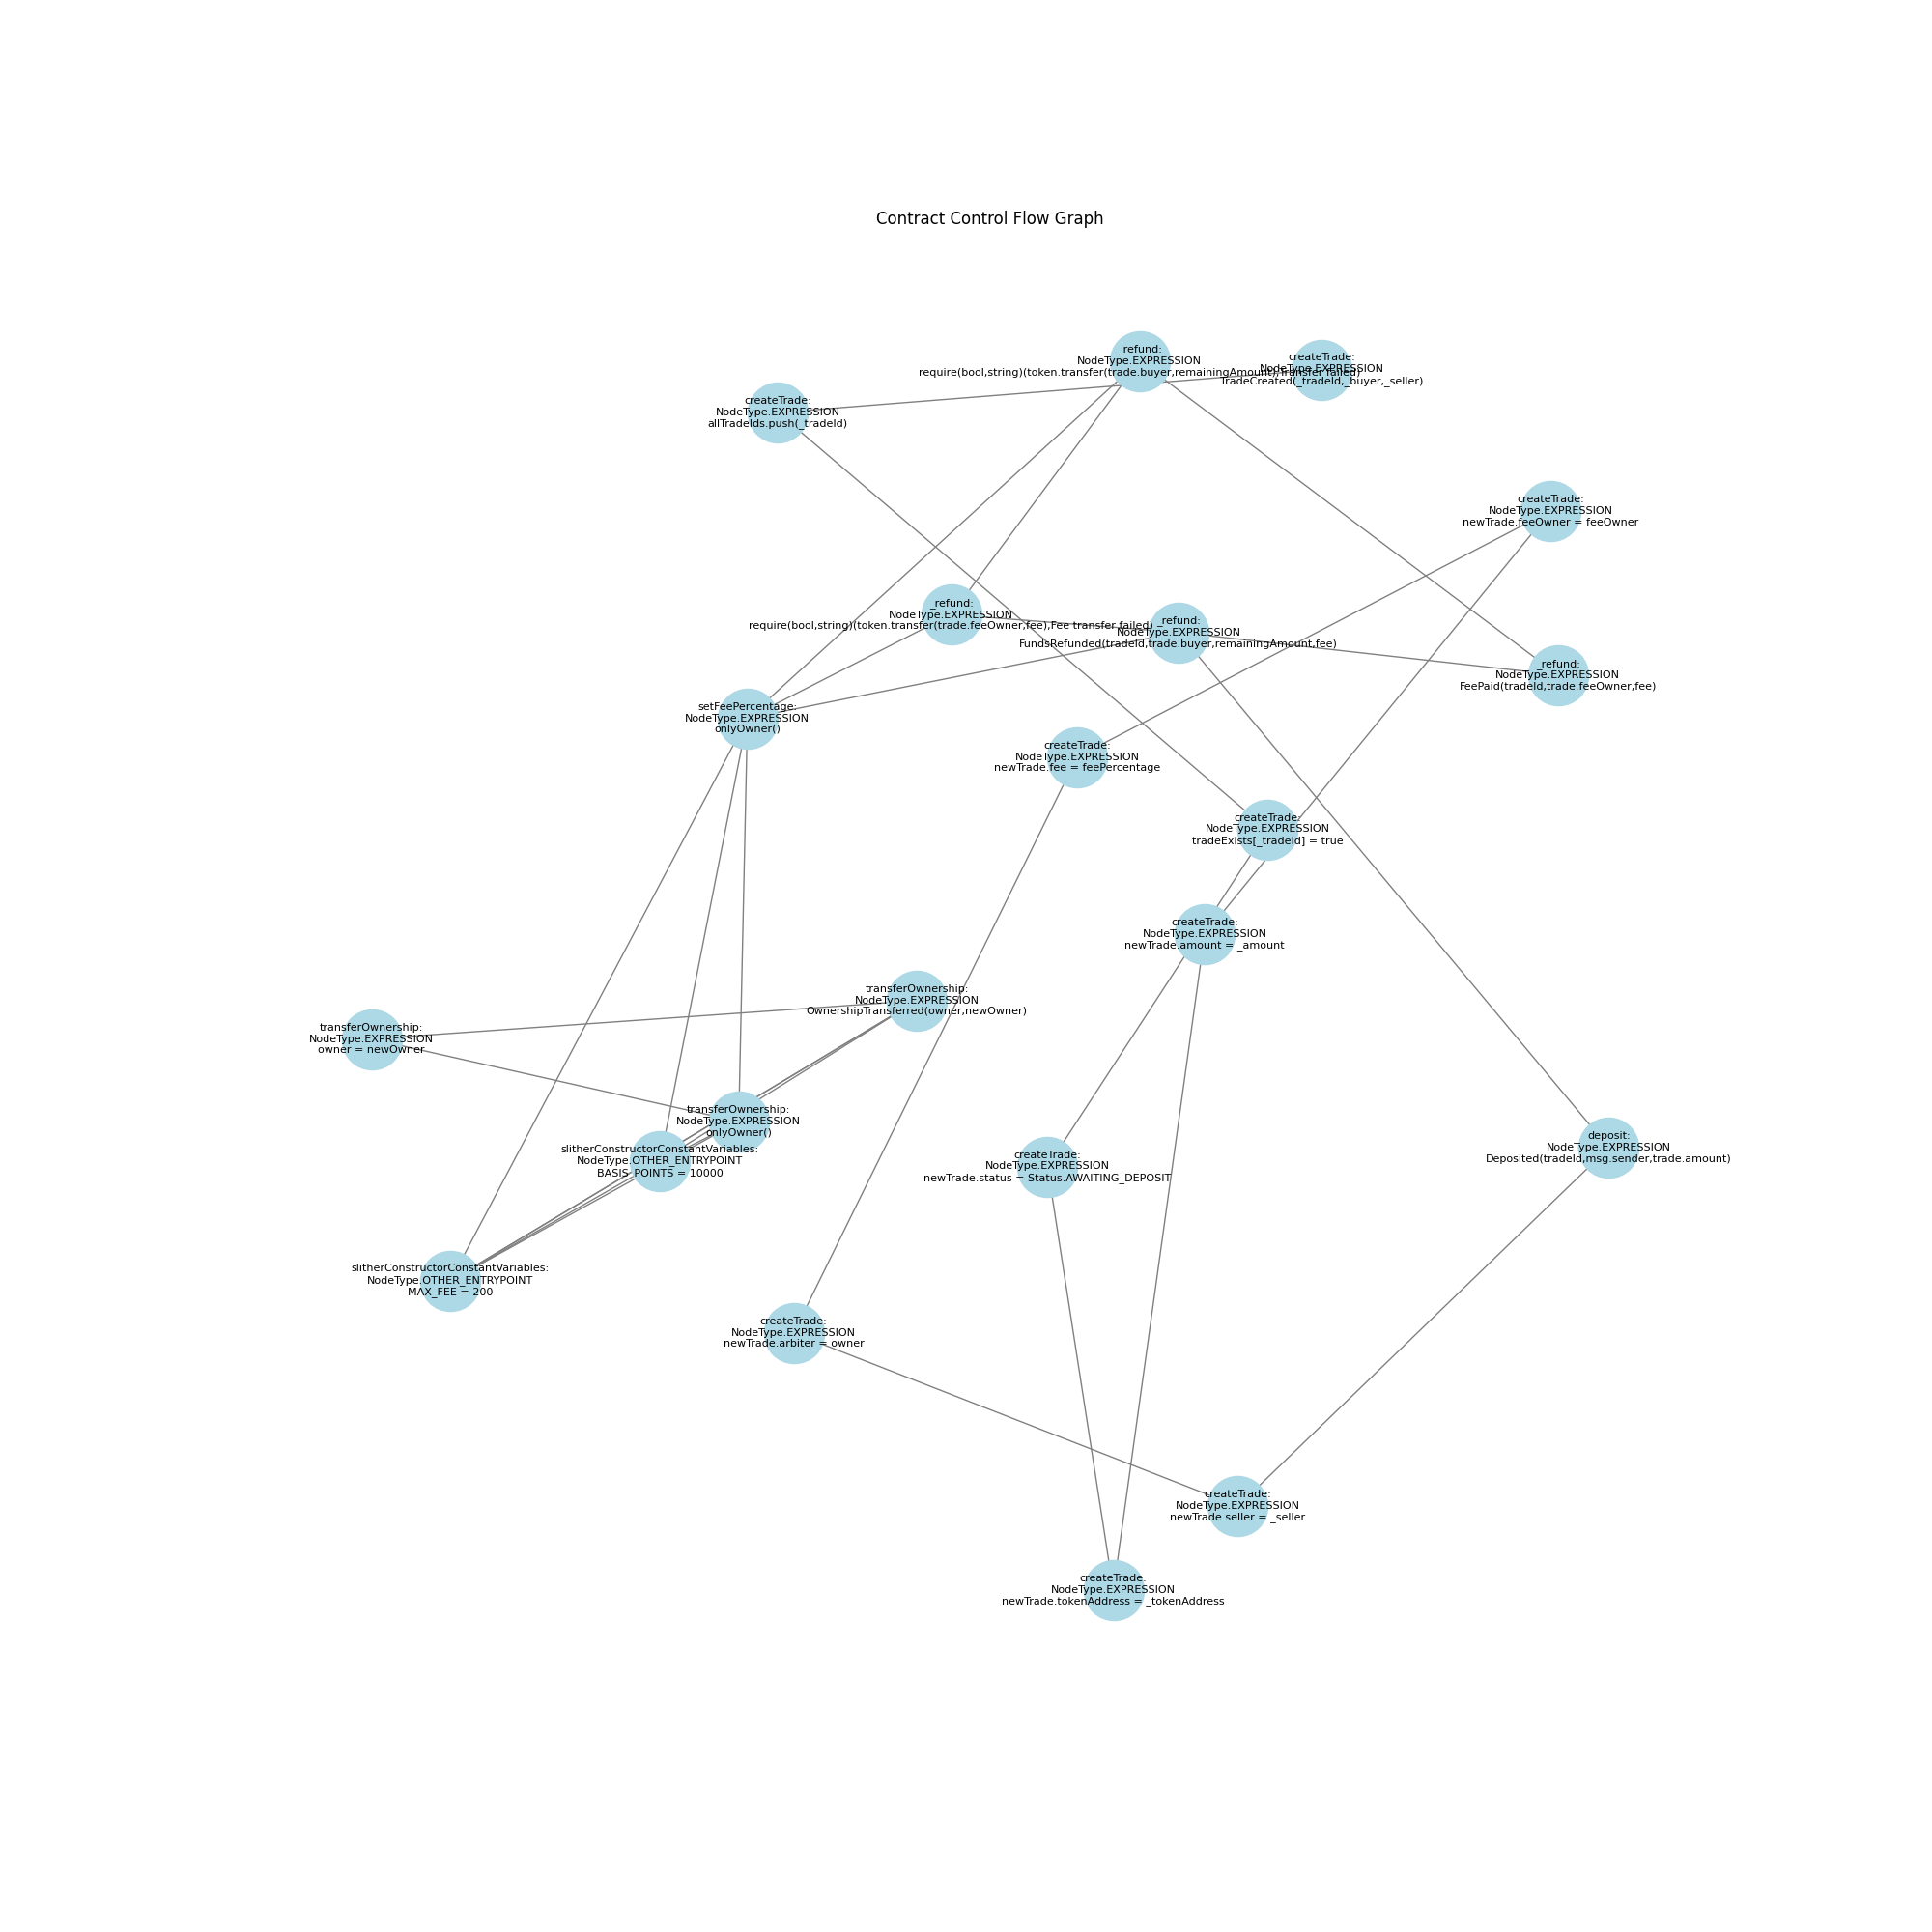 Contract Control Flow Graph
_refund:
NodeType.EXPRESSION
require(bool,string)(token.transfer(trade.buyer,remainingAmount),Transfer failed)
createTrade:
NodeType.EXPRESSION
TradeCreated(_tradeId,_buyer,_seller)
createTrade:
NodeType.EXPRESSION
allTradeIds.push(_tradeId)
createTrade:
NodeType.EXPRESSION
newTrade.feeOwner = feeOwner
_refund:
NodeType.EXPRESSION
require(bool,string)(token.transfer(trade.feeOwner,fee),Fee transfer failed)
_refund:
NodeType.EXPRESSION
FundsRefunded(tradeId,trade.buyer,remainingAmount,fee)
_refund:
NodeType.EXPRESSION
FeePaid(tradeId,trade.feeOwner,fee)
setFeePercentage:
NodeType.EXPRESSION
onlyOwner()
createTrade:
NodeType.EXPRESSION
newTrade.fee = feePercentage
createTrade:
NodeType.EXPRESSION
tradeExists[_tradeId] = true
createTrade:
NodeType.EXPRESSION
newTrade.amount = _amount
transferOwnership:
NodeType.EXPRESSION
OwnershipTransferred(owner,newOwner)
transferOwnership:
NodeType.EXPRESSION
owner = newOwner
transferOwnership:
NodeType.EXPRESSION
onlyOwner()
slitherConstructorConstantVariables:
NodeType.OTHER_ENTRYPOINT
BASIS_POINTS = 10000
createTrade:
NodeType.EXPRESSION
newTrade.status = Status.AWAITING_DEPOSIT
deposit:
NodeType.EXPRESSION
Deposited(tradeId,msg.sender,trade.amount)
slitherConstructorConstantVariables:
NodeType.OTHER_ENTRYPOINT
MAX_FEE = 200
createTrade:
NodeType.EXPRESSION
newTrade.arbiter = owner
createTrade:
NodeType.EXPRESSION
newTrade.seller = _seller
createTrade:
NodeType.EXPRESSION
newTrade.tokenAddress = _tokenAddress